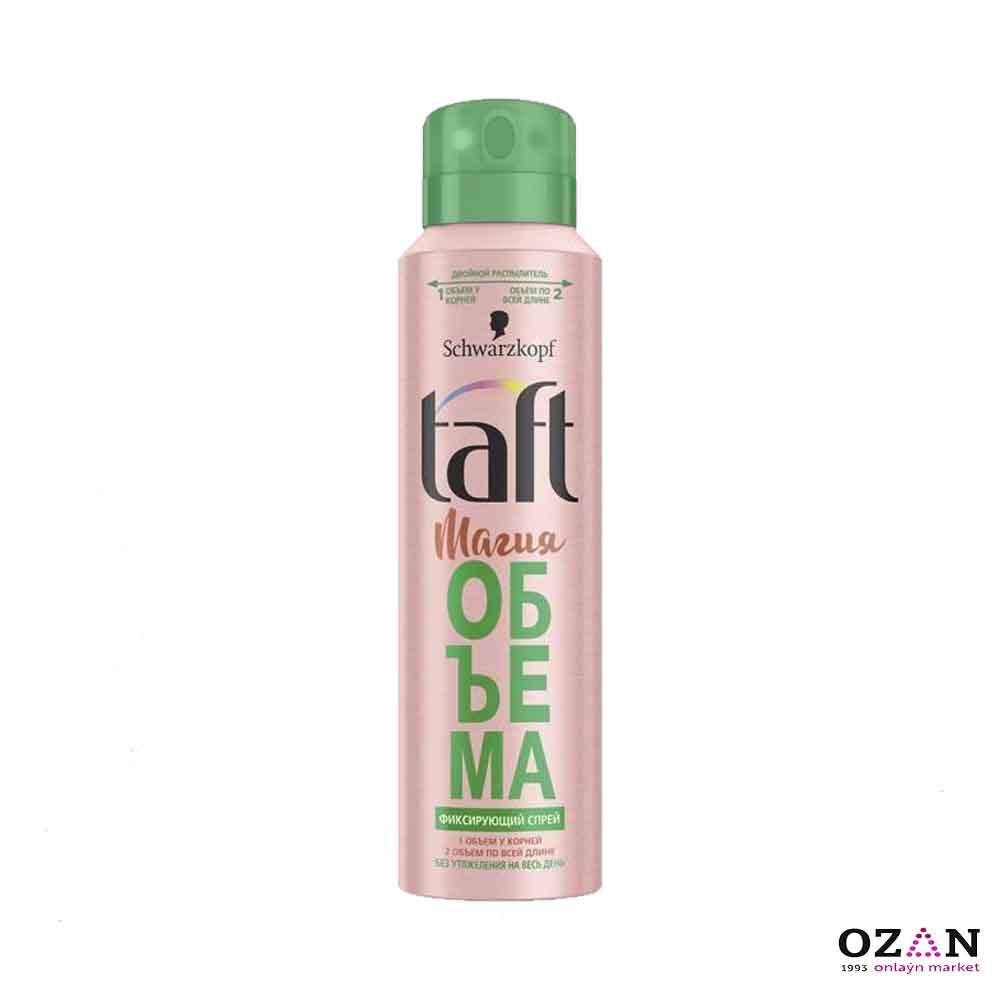 ДВОЙНОЙ РАСПЫЛИТЕЛЬ
1 ОБЪЕМ У КОРНЕЙ
ОБЪЕМ ПО ВСЕЙ ДЛИНЕ 2
Schwarzkopf
taft
Магия
ОБ
ЪЕ
МА
ФИКСИРУЮЩИЙ СПРЕЙ
1 ОБЪЕМ У КОРНЕЙ
2 ОБЪЕМ ПО ВСЕЙ ДЛИНЕ
БЕЗ УТЯЖЕЛЕНИЯ НА ВЕСЬ ДЕНЬ
OZAN
1993 onlaýn market